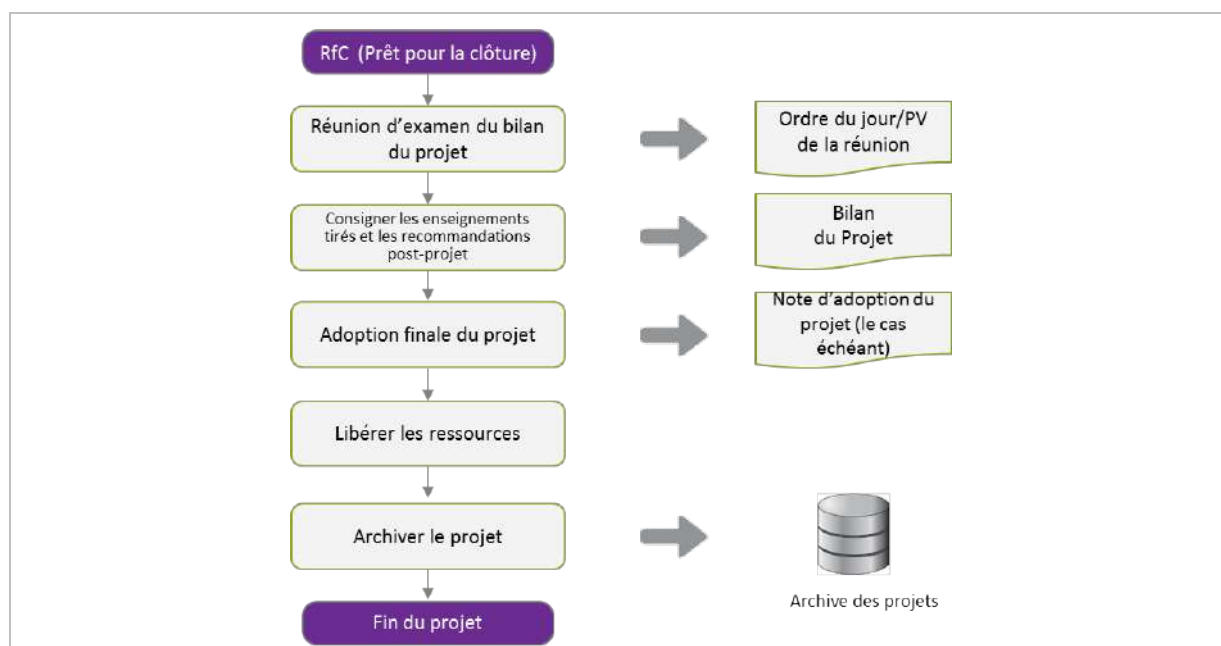 RfC (Prêt pour la clôture)
Réunion d'examen du bilan
du projet
Ordre du jour/PV
de la réunion
Consigner les enseignements
tirés et les recommandations
post-projet
Bilan
du Projet
Adoption finale du projet
Note d'adoption du
projet (le cas
échéant)
Libérer les ressources
Archiver le projet
Archive des projets
Fin du projet